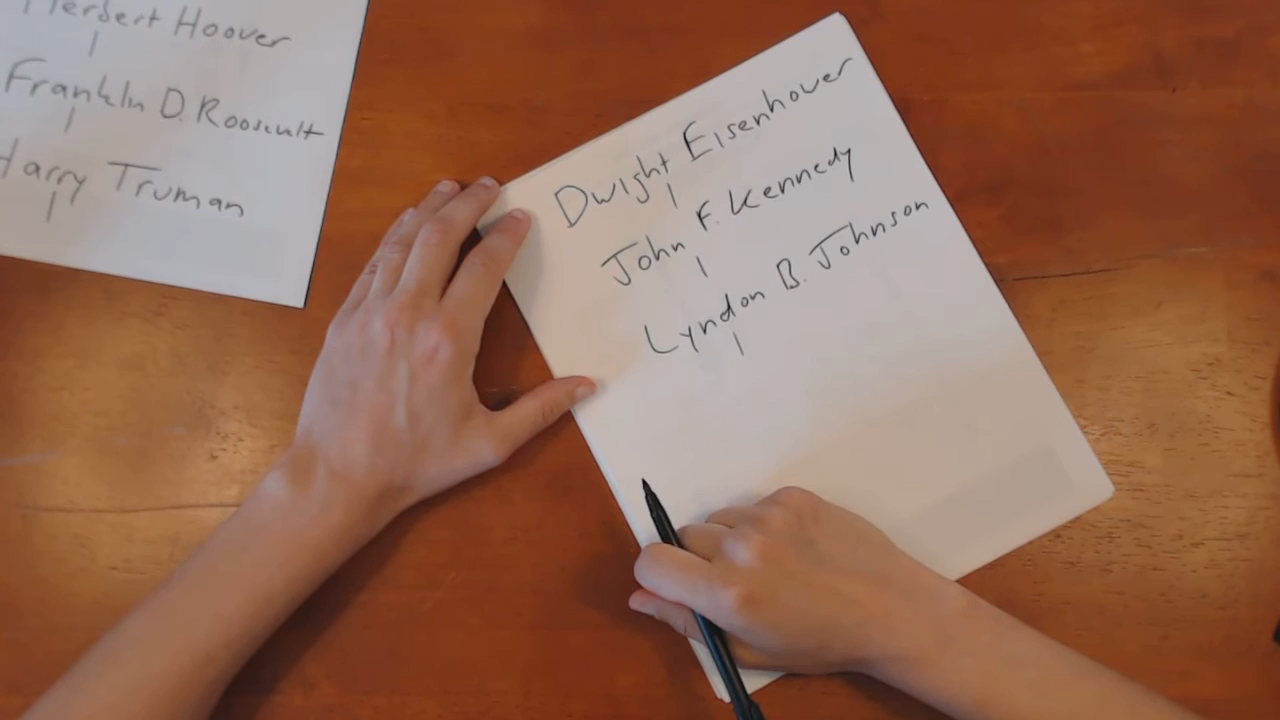 Herbert Hoover
Franklin D. Roosevelt
Harry Truman
Dwight Eisenhower
John F. Kennedy
Lyndon B. Johnson